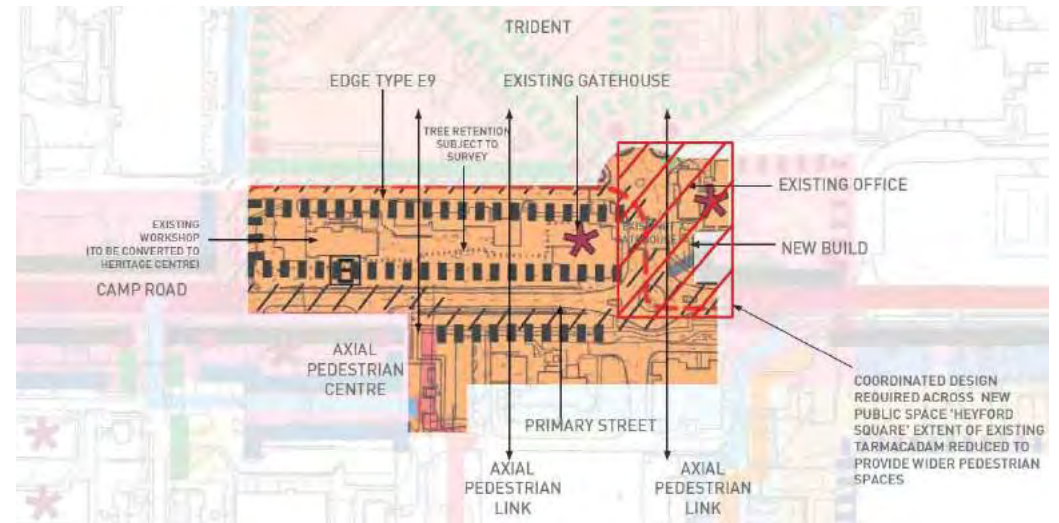 TRIDENT
EDGE TYPE E9
EXISTING GATEHOUSE
TREE RETENTION
SUBJECT TO
SURVEY
EXISTING OFFICE
EXISTING
WORKSHOP
(TO BE CONVERTED TO
HERITAGE CENTRE)
NEW BUILD
CAMP ROAD
B
AXIAL
PEDESTRIAN
CENTRE
PRIMARY STREET
COORDINATED DESIGN
REQUIRED ACROSS NEW
PUBLIC SPACE 'HEYFORD
SQUARE' EXTENT OF EXISTING
TARMACADAM REDUCED TO
PROVIDE WIDER PEDESTRIAN
SPACES
AXIAL
PEDESTRIAN
LINK
AXIAL
PEDESTRIAN
LINK